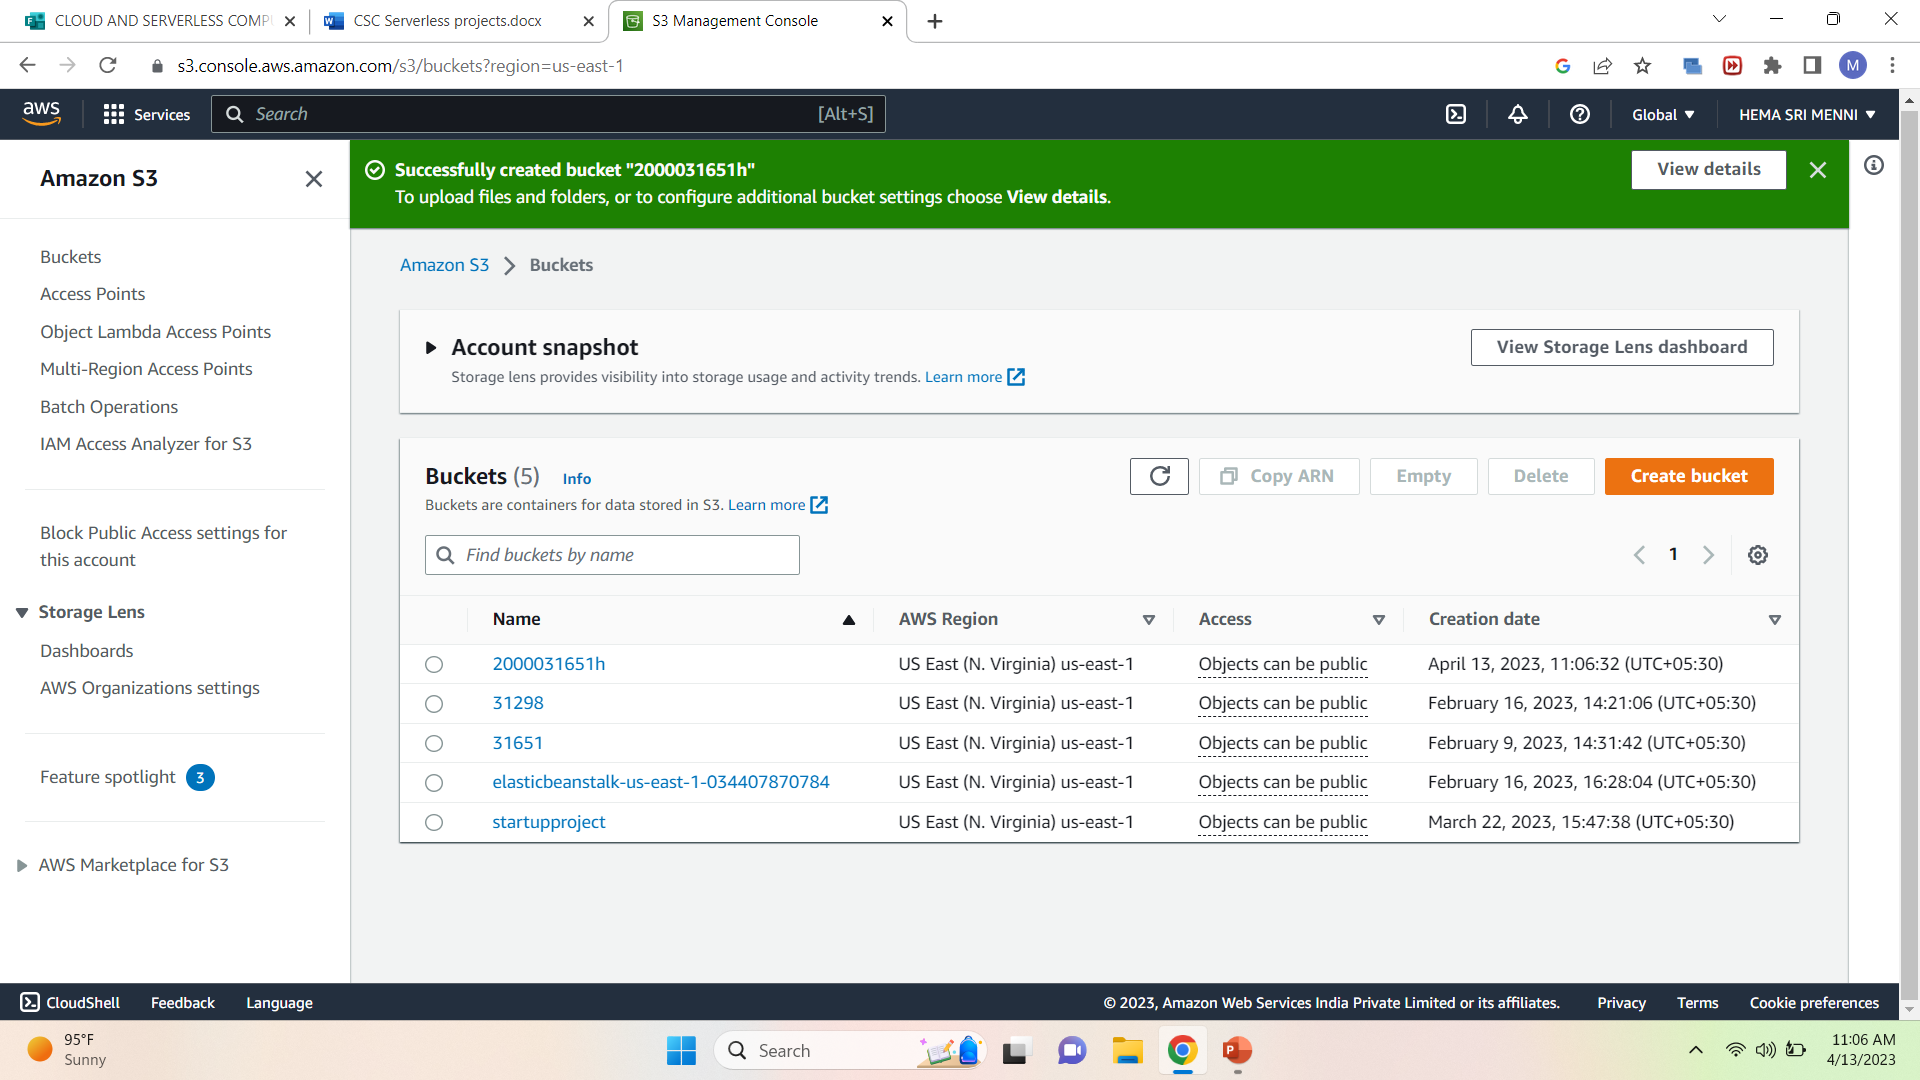 CLOUD AND SERVERLESS COMP
CSC Serverless projects.docx
S3 Management Console
s3.console.aws.amazon.com/s3/buckets?region=us-east-1
M
aws
Services
Search
[Alt+S]
Global
HEMA SRI MENNI
Amazon S3
Successfully created bucket "2000031651h"
To upload files and folders, or to configure additional bucket settings choose View details.
View details
Buckets
Access Points
Object Lambda Access Points
Multi-Region Access Points
Batch Operations
IAM Access Analyzer for S3
Block Public Access settings for
this account
Storage Lens
Dashboards
AWS Organizations settings
Feature spotlight 3
AWS Marketplace for S3
Amazon S3 > Buckets
Account snapshot
Storage lens provides visibility into storage usage and activity trends. Learn more
View Storage Lens dashboard
Buckets (5) Info
Buckets are containers for data stored in S3. Learn more
Copy ARN
Empty
Delete
Create bucket
Find buckets by name
1
Name AWS Region Access Creation date
2000031651h US East (N. Virginia) us-east-1 Objects can be public April 13, 2023, 11:06:32 (UTC+05:30)
31298 US East (N. Virginia) us-east-1 Objects can be public February 16, 2023, 14:21:06 (UTC+05:30)
31651 US East (N. Virginia) us-east-1 Objects can be public February 9, 2023, 14:31:42 (UTC+05:30)
elasticbeanstalk-us-east-1-034407870784 US East (N. Virginia) us-east-1 Objects can be public February 16, 2023, 16:28:04 (UTC+05:30)
startupproject US East (N. Virginia) us-east-1 Objects can be public March 22, 2023, 15:47:38 (UTC+05:30)
CloudShell
Feedback
Language
© 2023, Amazon Web Services India Private Limited or its affiliates.
Privacy
Terms
Cookie preferences
95°F
Sunny
Search
11:06 AM
4/13/2023